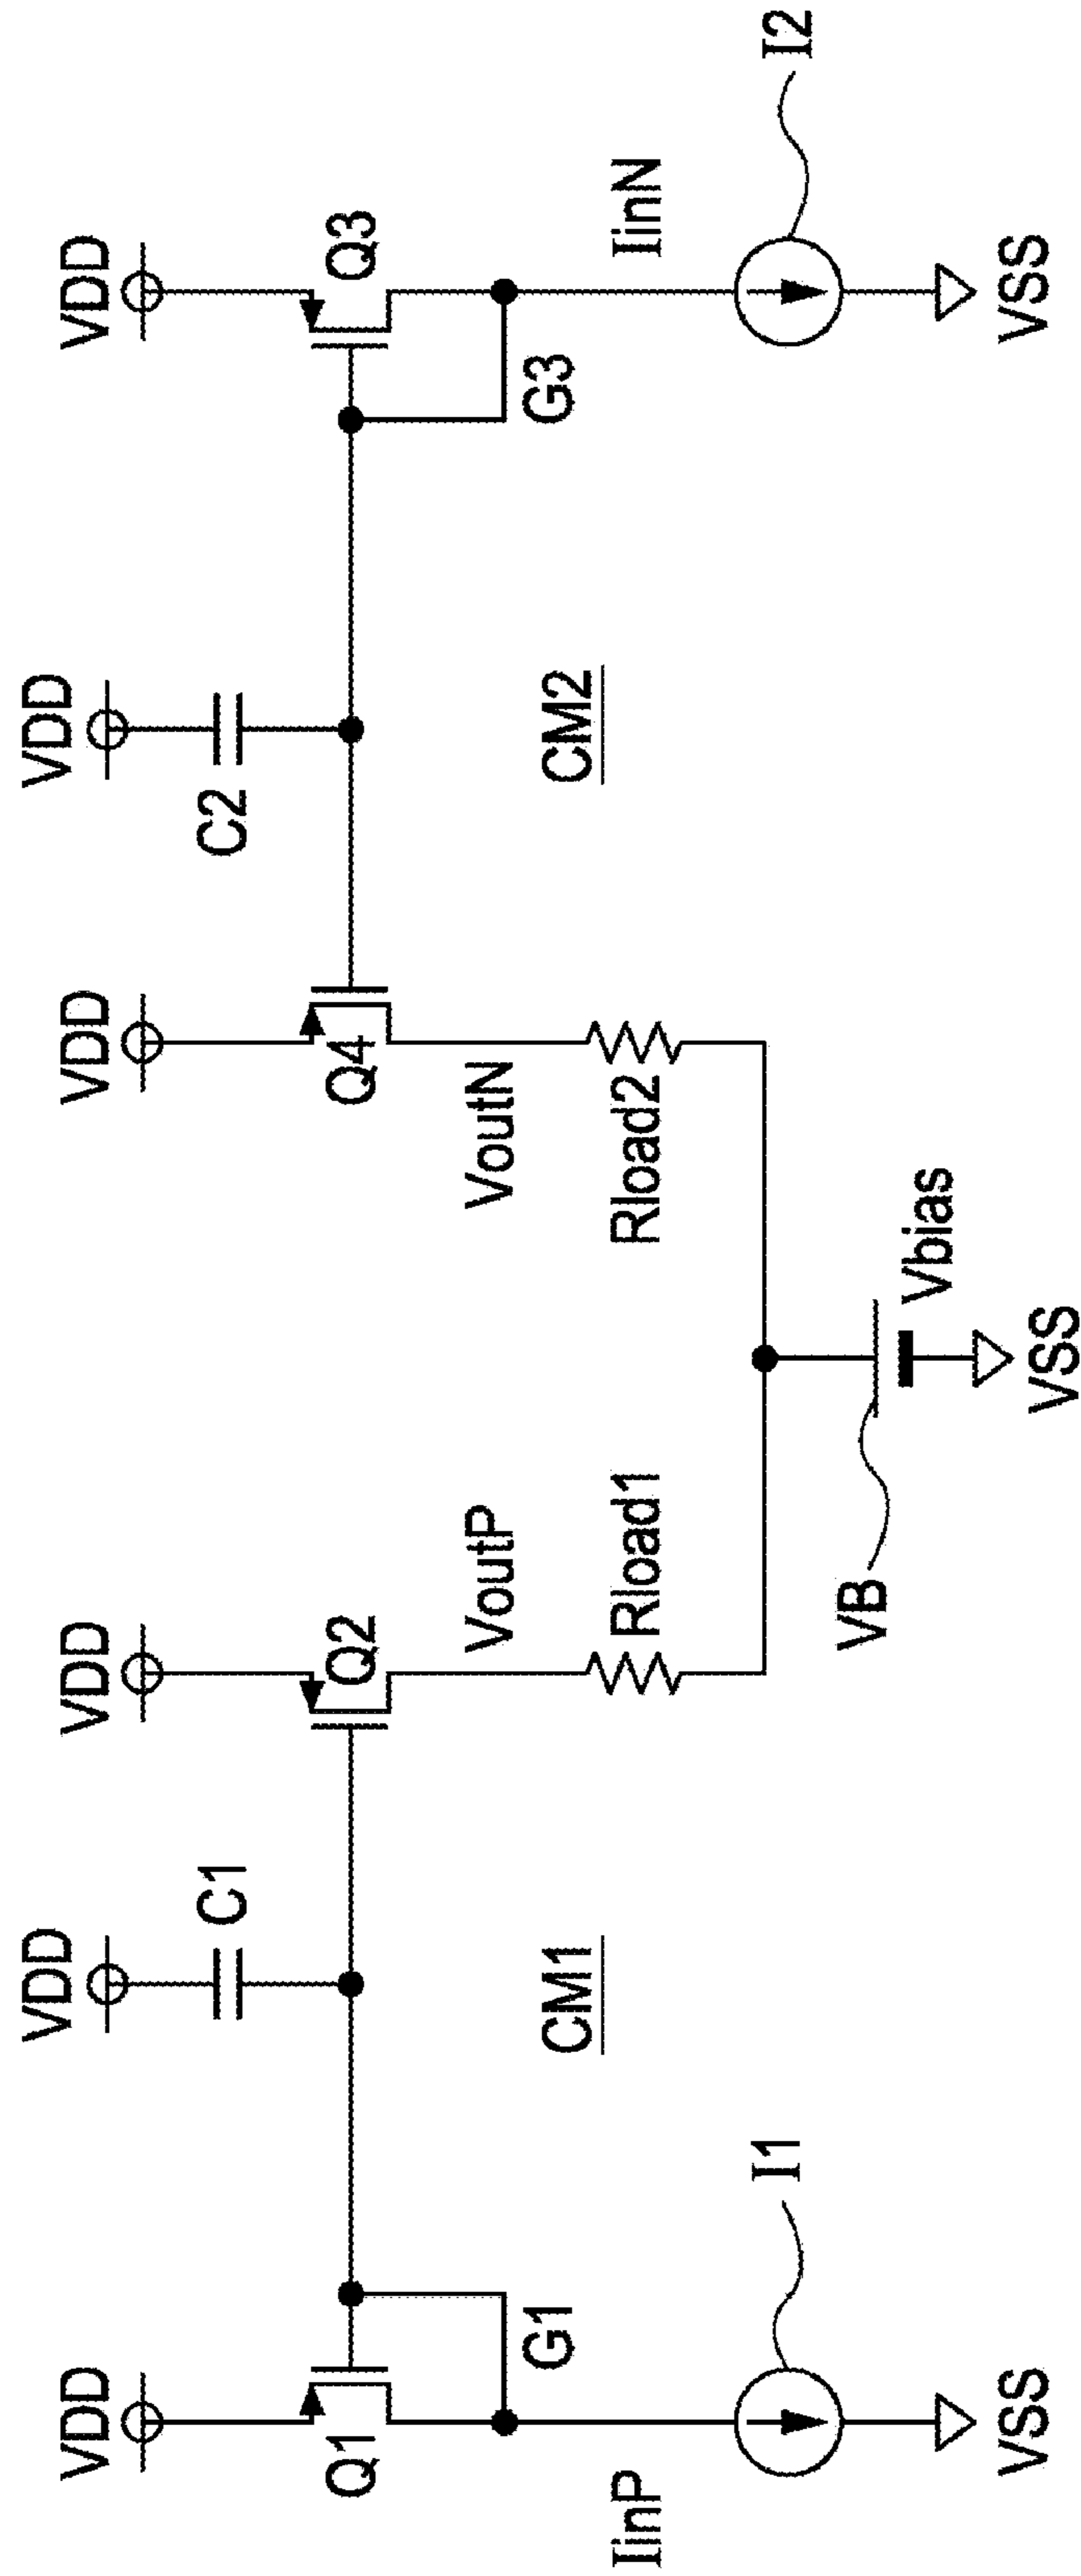 VDD
VDD
VDD
VDD
VDD
VDD
C1
C2
Q1
Q2
Q4
Q3
VoutP
VoutN
G1
CM1
CM2
G3
IinP
Rload1
Rload2
IinN
I1
I2
VB
Vbias
VSS
VSS
VSS